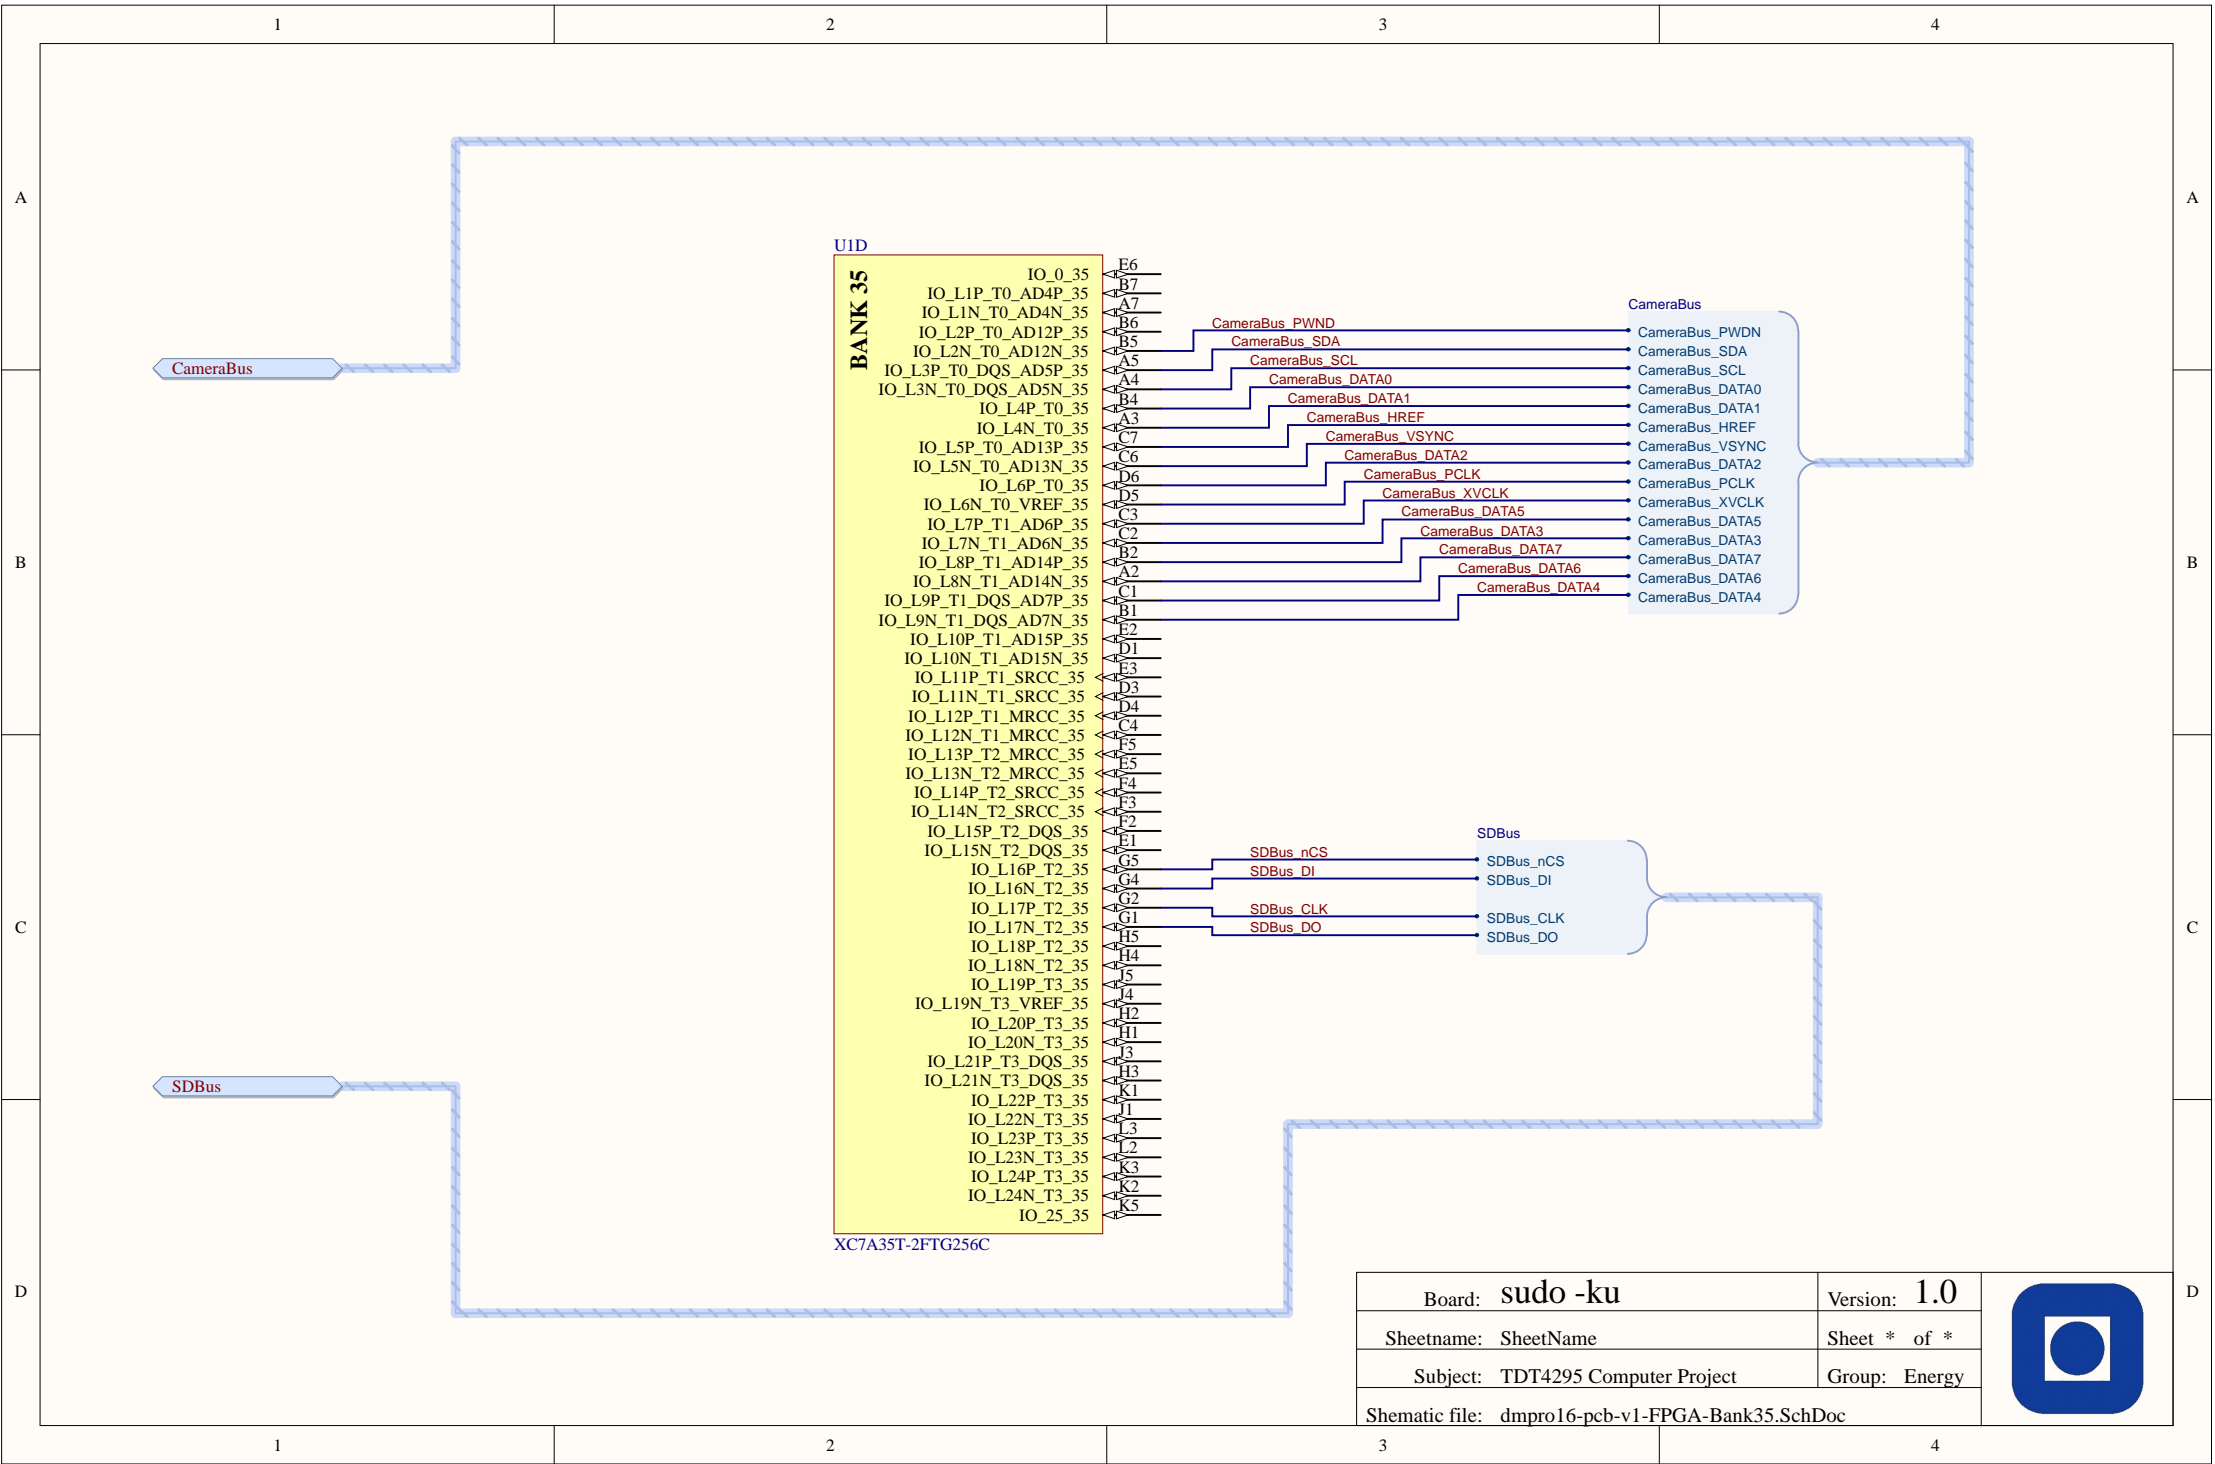 1 2 3 4
A A
U1D
BANK 35
IO_0_35 E6
IO_L1P_T0_AD4P_35 B7
IO_L1N_T0_AD4N_35 A7
IO_L2P_T0_AD12P_35 B6
IO_L2N_T0_AD12N_35 B5
IO_L3P_T0_DQS_AD5P_35 A5
IO_L3N_T0_DQS_AD5N_35 A4
IO_L4P_T0_35 B4
IO_L4N_T0_35 A3
IO_L5P_T0_AD13P_35 C7
IO_L5N_T0_AD13N_35 C6
IO_L6P_T0_35 D6
IO_L6N_T0_VREF_35 D5
IO_L7P_T1_AD6P_35 C3
IO_L7N_T1_AD6N_35 C2
IO_L8P_T1_AD14P_35 B2
IO_L8N_T1_AD14N_35 A2
IO_L9P_T1_DQS_AD7P_35 C1
IO_L9N_T1_DQS_AD7N_35 B1
IO_L10P_T1_AD15P_35 E2
IO_L10N_T1_AD15N_35 D1
IO_L11P_T1_SRCC_35 E3
IO_L11N_T1_SRCC_35 D3
IO_L12P_T1_MRCC_35 D4
IO_L12N_T1_MRCC_35 C4
IO_L13P_T2_MRCC_35 F5
IO_L13N_T2_MRCC_35 E5
IO_L14P_T2_SRCC_35 F4
IO_L14N_T2_SRCC_35 F3
IO_L15P_T2_DQS_35 F2
IO_L15N_T2_DQS_35 E1
IO_L16P_T2_35 G5
IO_L16N_T2_35 G4
IO_L17P_T2_35 G2
IO_L17N_T2_35 G1
IO_L18P_T2_35 H5
IO_L18N_T2_35 H4
IO_L19P_T3_35 J5
IO_L19N_T3_VREF_35 J4
IO_L20P_T3_35 H2
IO_L20N_T3_35 H1
IO_L21P_T3_DQS_35 J3
IO_L21N_T3_DQS_35 H3
IO_L22P_T3_35 K1
IO_L22N_T3_35 J1
IO_L23P_T3_35 L3
IO_L23N_T3_35 L2
IO_L24P_T3_35 K3
IO_L24N_T3_35 K2
IO_25_35 K5
XC7A35T-2FTG256C
CameraBus
CameraBus
CameraBus_PWND CameraBus_PWDN
CameraBus_SDA CameraBus_SDA
CameraBus_SCL CameraBus_SCL
CameraBus_DATA0 CameraBus_DATA0
CameraBus_DATA1 CameraBus_DATA1
CameraBus_HREF CameraBus_HREF
CameraBus_VSYNC CameraBus_VSYNC
CameraBus_DATA2 CameraBus_DATA2
CameraBus_PCLK CameraBus_PCLK
CameraBus_XVCLK CameraBus_XVCLK
CameraBus_DATA5 CameraBus_DATA5
CameraBus_DATA3 CameraBus_DATA3
CameraBus_DATA7 CameraBus_DATA7
CameraBus_DATA6 CameraBus_DATA6
CameraBus_DATA4 CameraBus_DATA4
B B
SDBus
SDBus_nCS SDBus_nCS
SDBus_DI SDBus_DI
SDBus_CLK SDBus_CLK
SDBus_DO SDBus_DO
C C
SDBus
D D
Board: sudo -ku Version: 1.0
Sheetname: SheetName Sheet * of *
Subject: TDT4295 Computer Project Group: Energy
Shematic file: dmpro16-pcb-v1-FPGA-Bank35.SchDoc
1 2 3 4